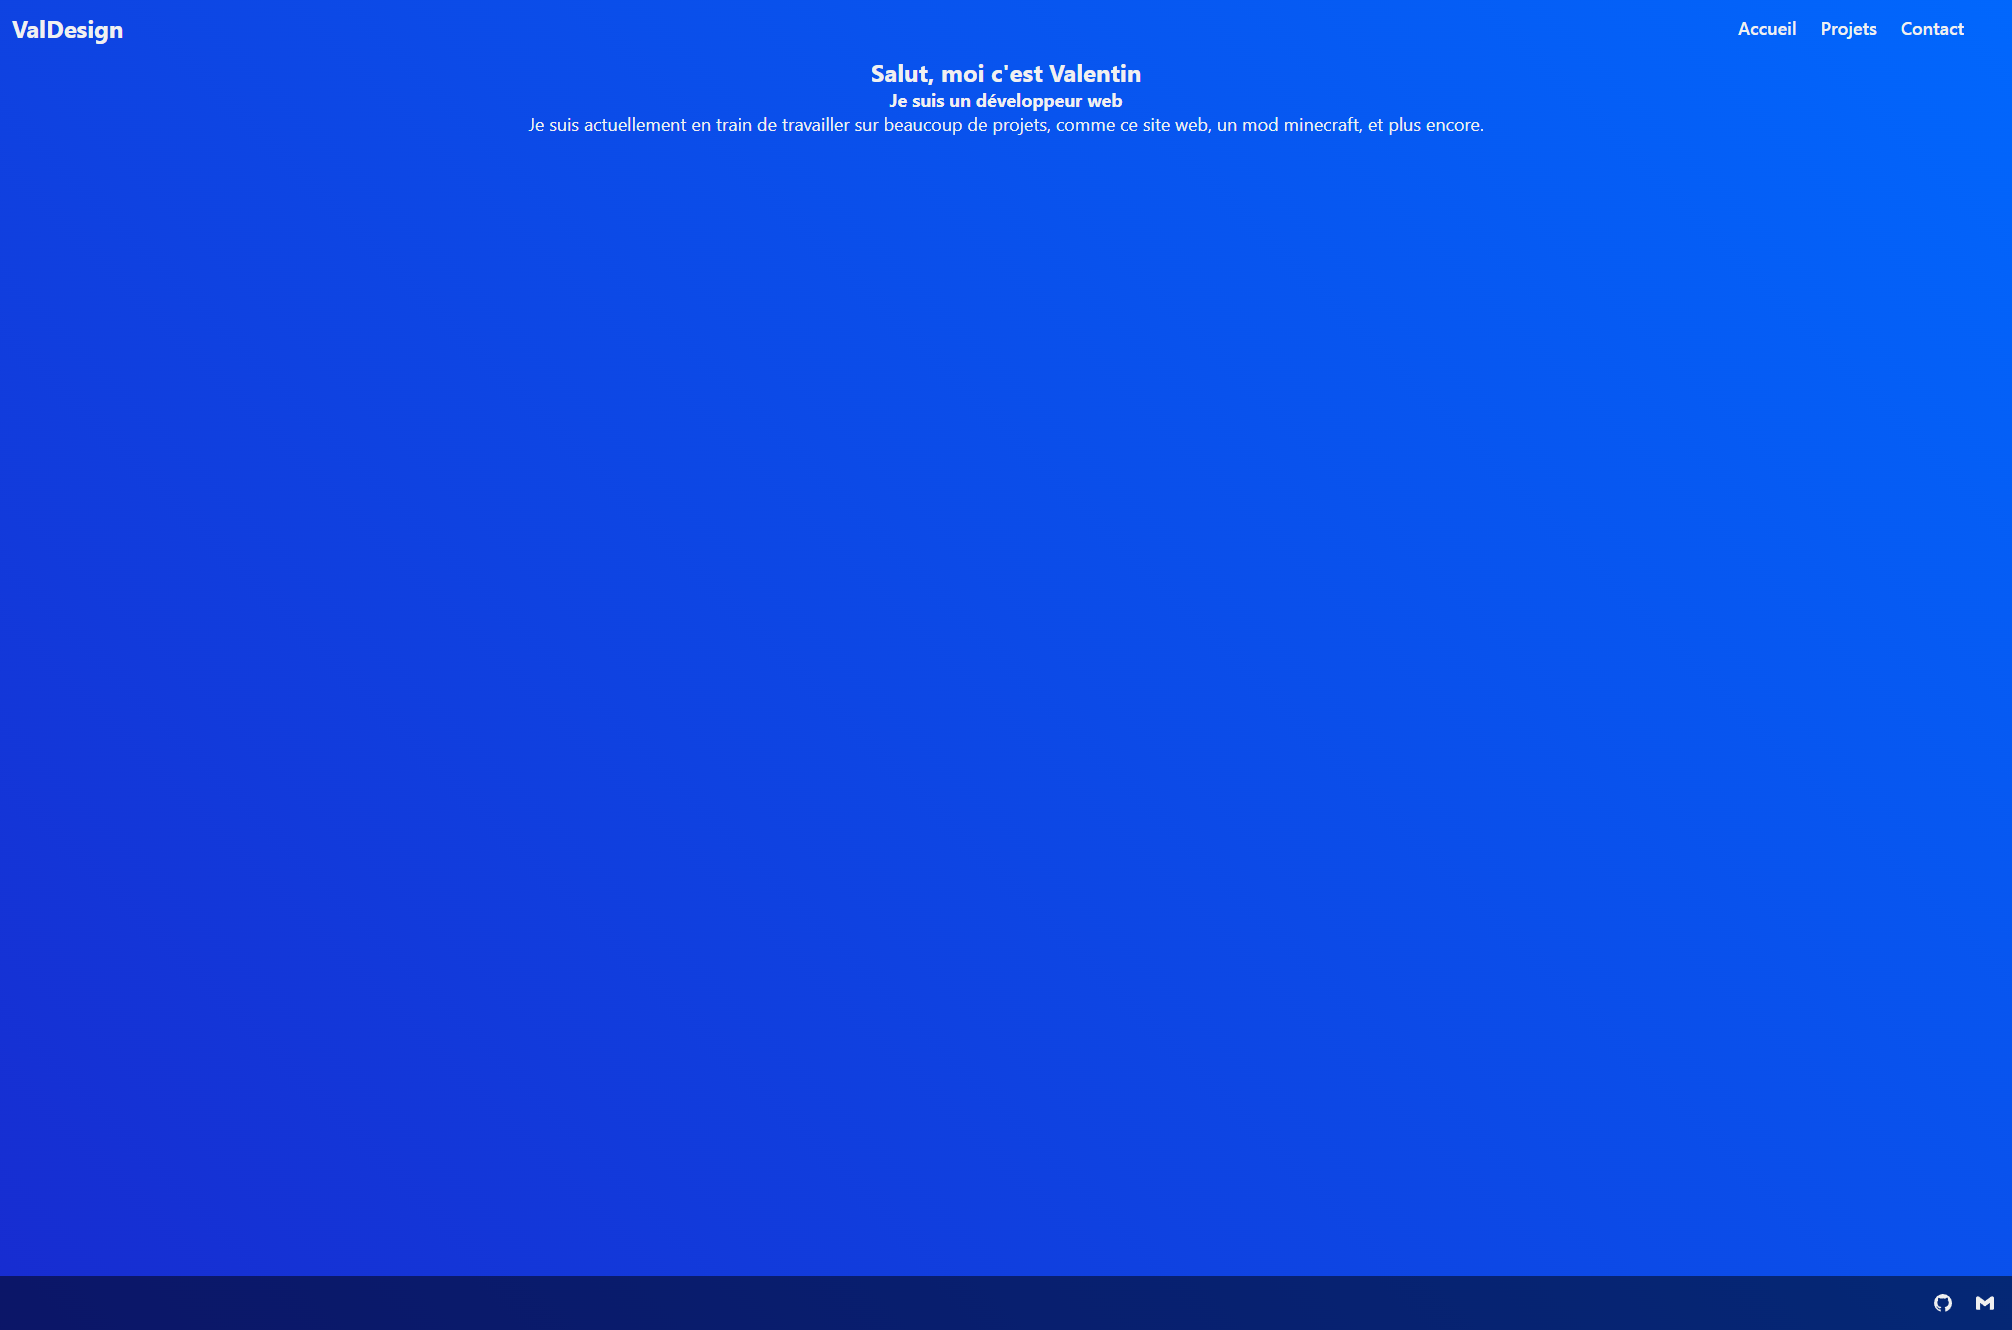 ValDesign
Accueil Projets Contact
Salut, moi c'est Valentin
Je suis un développeur web
Je suis actuellement en train de travailler sur beaucoup de projets, comme ce site web, un mod minecraft, et plus encore.